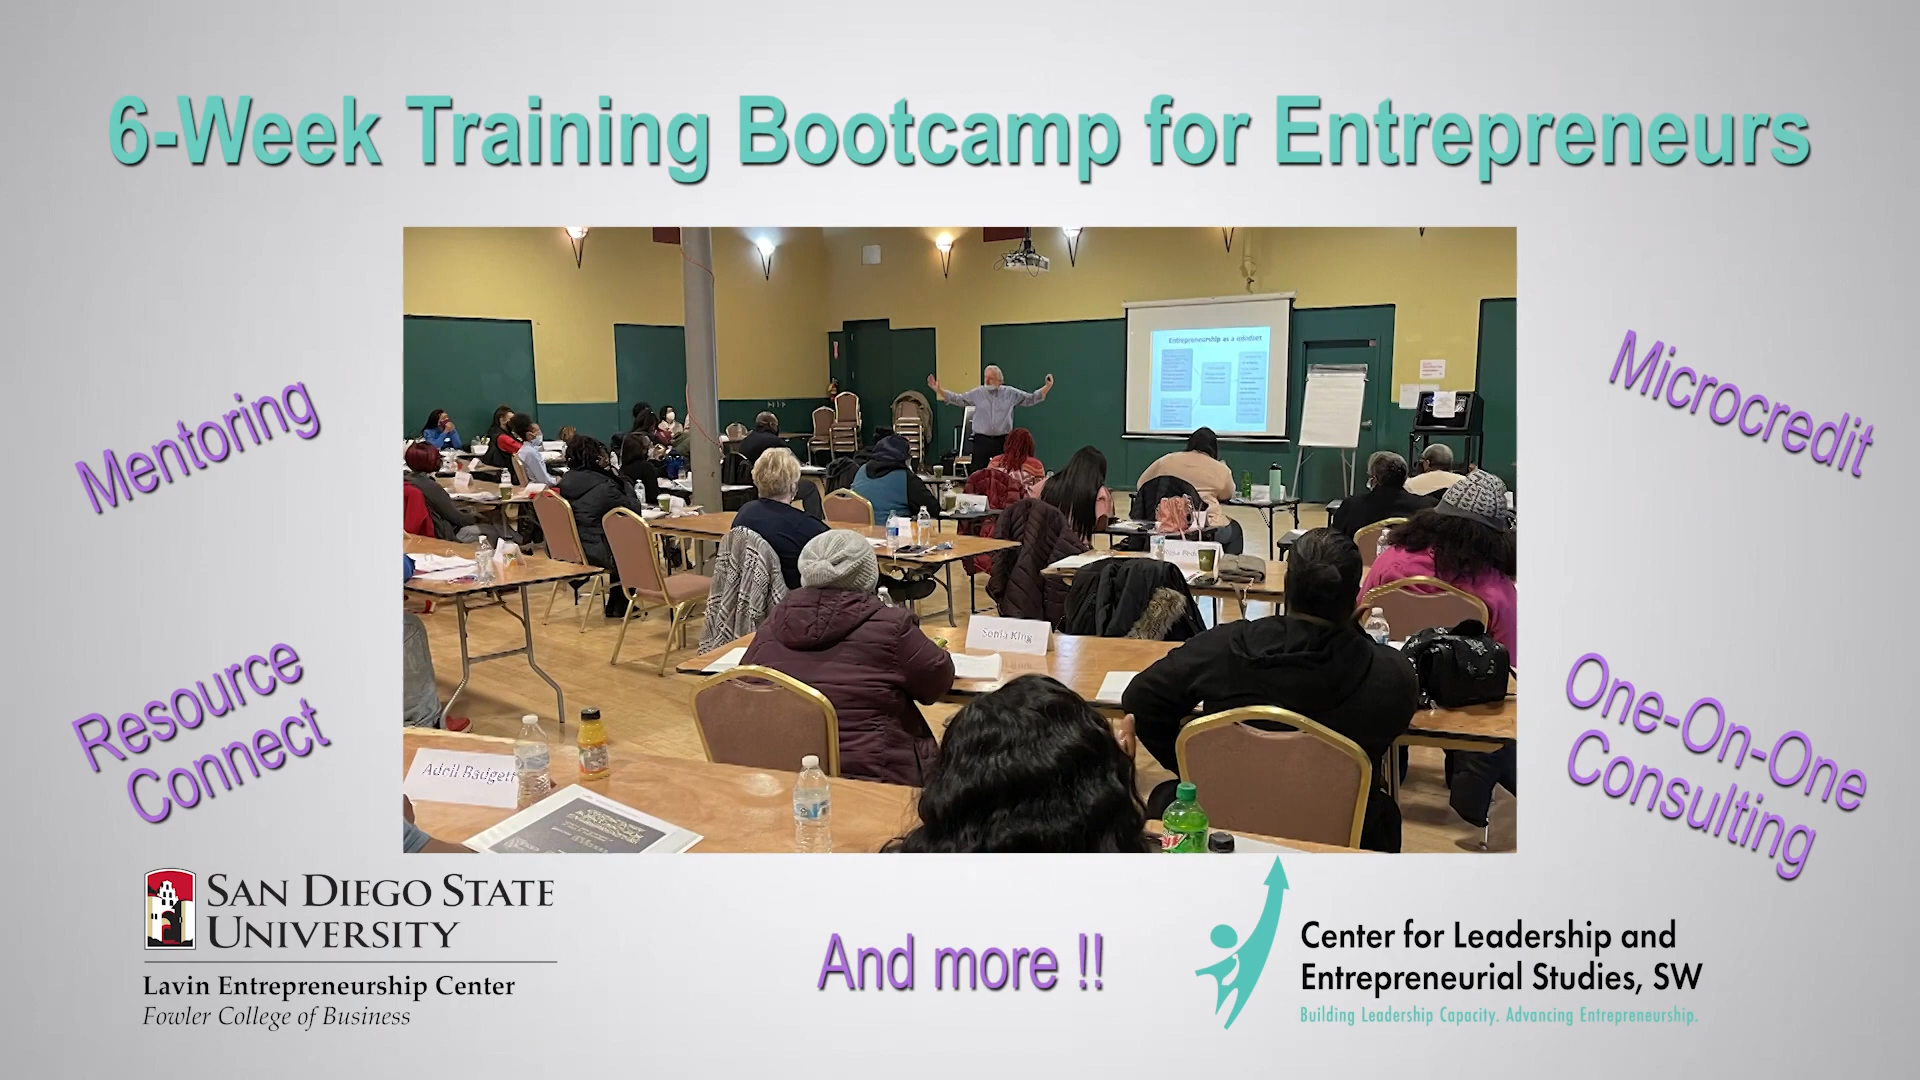 6-Week Training Bootcamp for Entrepreneurs
Entrepreneurship as a mindset
Mentoring
Microcredit
Resource
Connect
One-On-One
Consulting
Sonia King
San Diego State
University
Lavin Entrepreneurship Center
Fowler College of Business
And more !!
Center for Leadership and
Entrepreneurial Studies, SW
Building Leadership Capacity. Advancing Entrepreneurship.